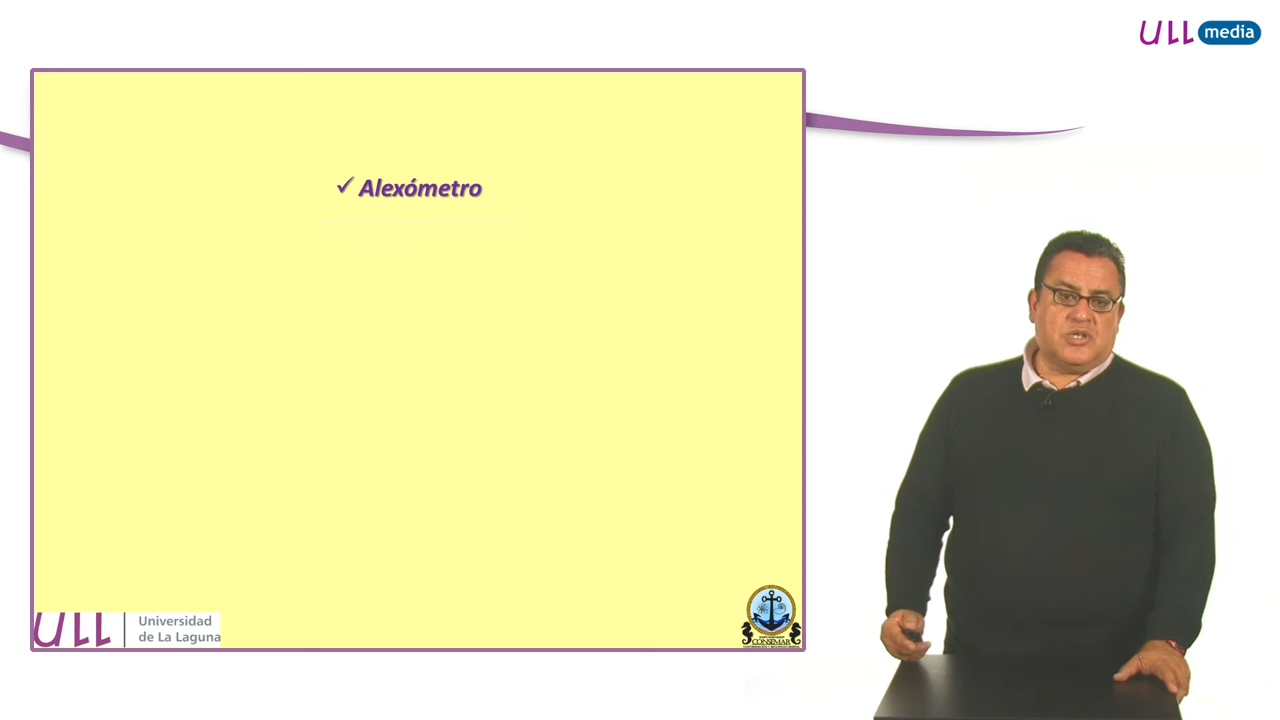 ULL media
✓ Alexómetro
ULL
Universidad
de La Laguna
CONSEMAR